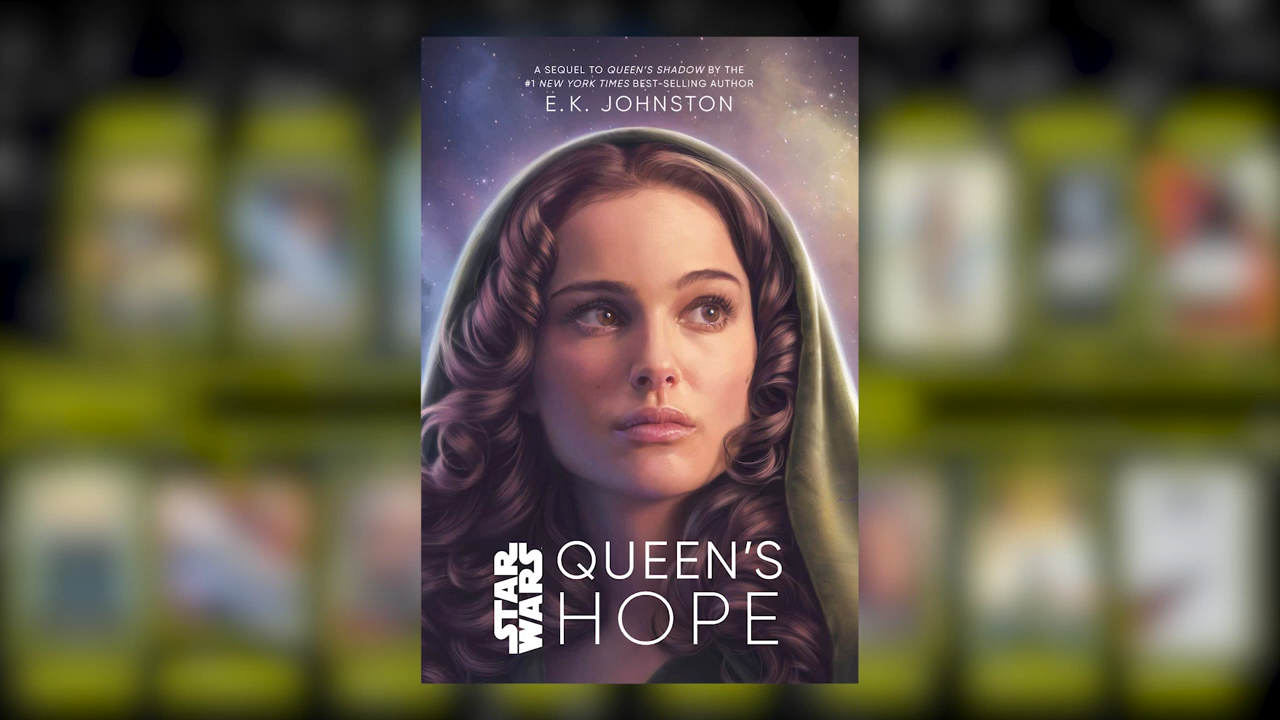 A SEQUEL TO QUEEN'S SHADOW BY THE
#1 NEW YORK TIMES BEST-SELLING AUTHOR
E.K. JOHNSTON
STAR
WARS
QUEEN'S
HOPE